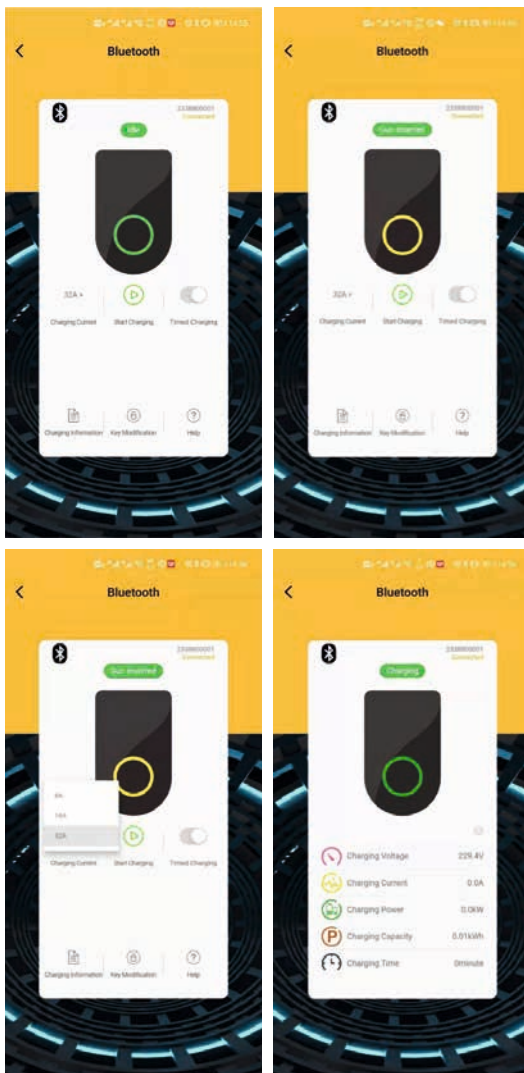 Bluetooth
2338800001
Connected
Idle
32A
Charging Current
Start Charging
Timed Charging
Charging Information
Key Modification
Help
Bluetooth
2338800001
Connected
Gun inserted
32A
Charging Current
Start Charging
Timed Charging
Charging Information
Key Modification
Help
Bluetooth
2338800001
Connected
Gun inserted
32A
Charging Current
Start Charging
Timed Charging
Charging Information
Key Modification
Help
Bluetooth
2338800001
Connected
Charging
Charging Voltage
229.4V
Charging Current
0.0A
Charging Power
0.0kW
P
Charging Capacity
0.01kWh
Charging Time
0minute